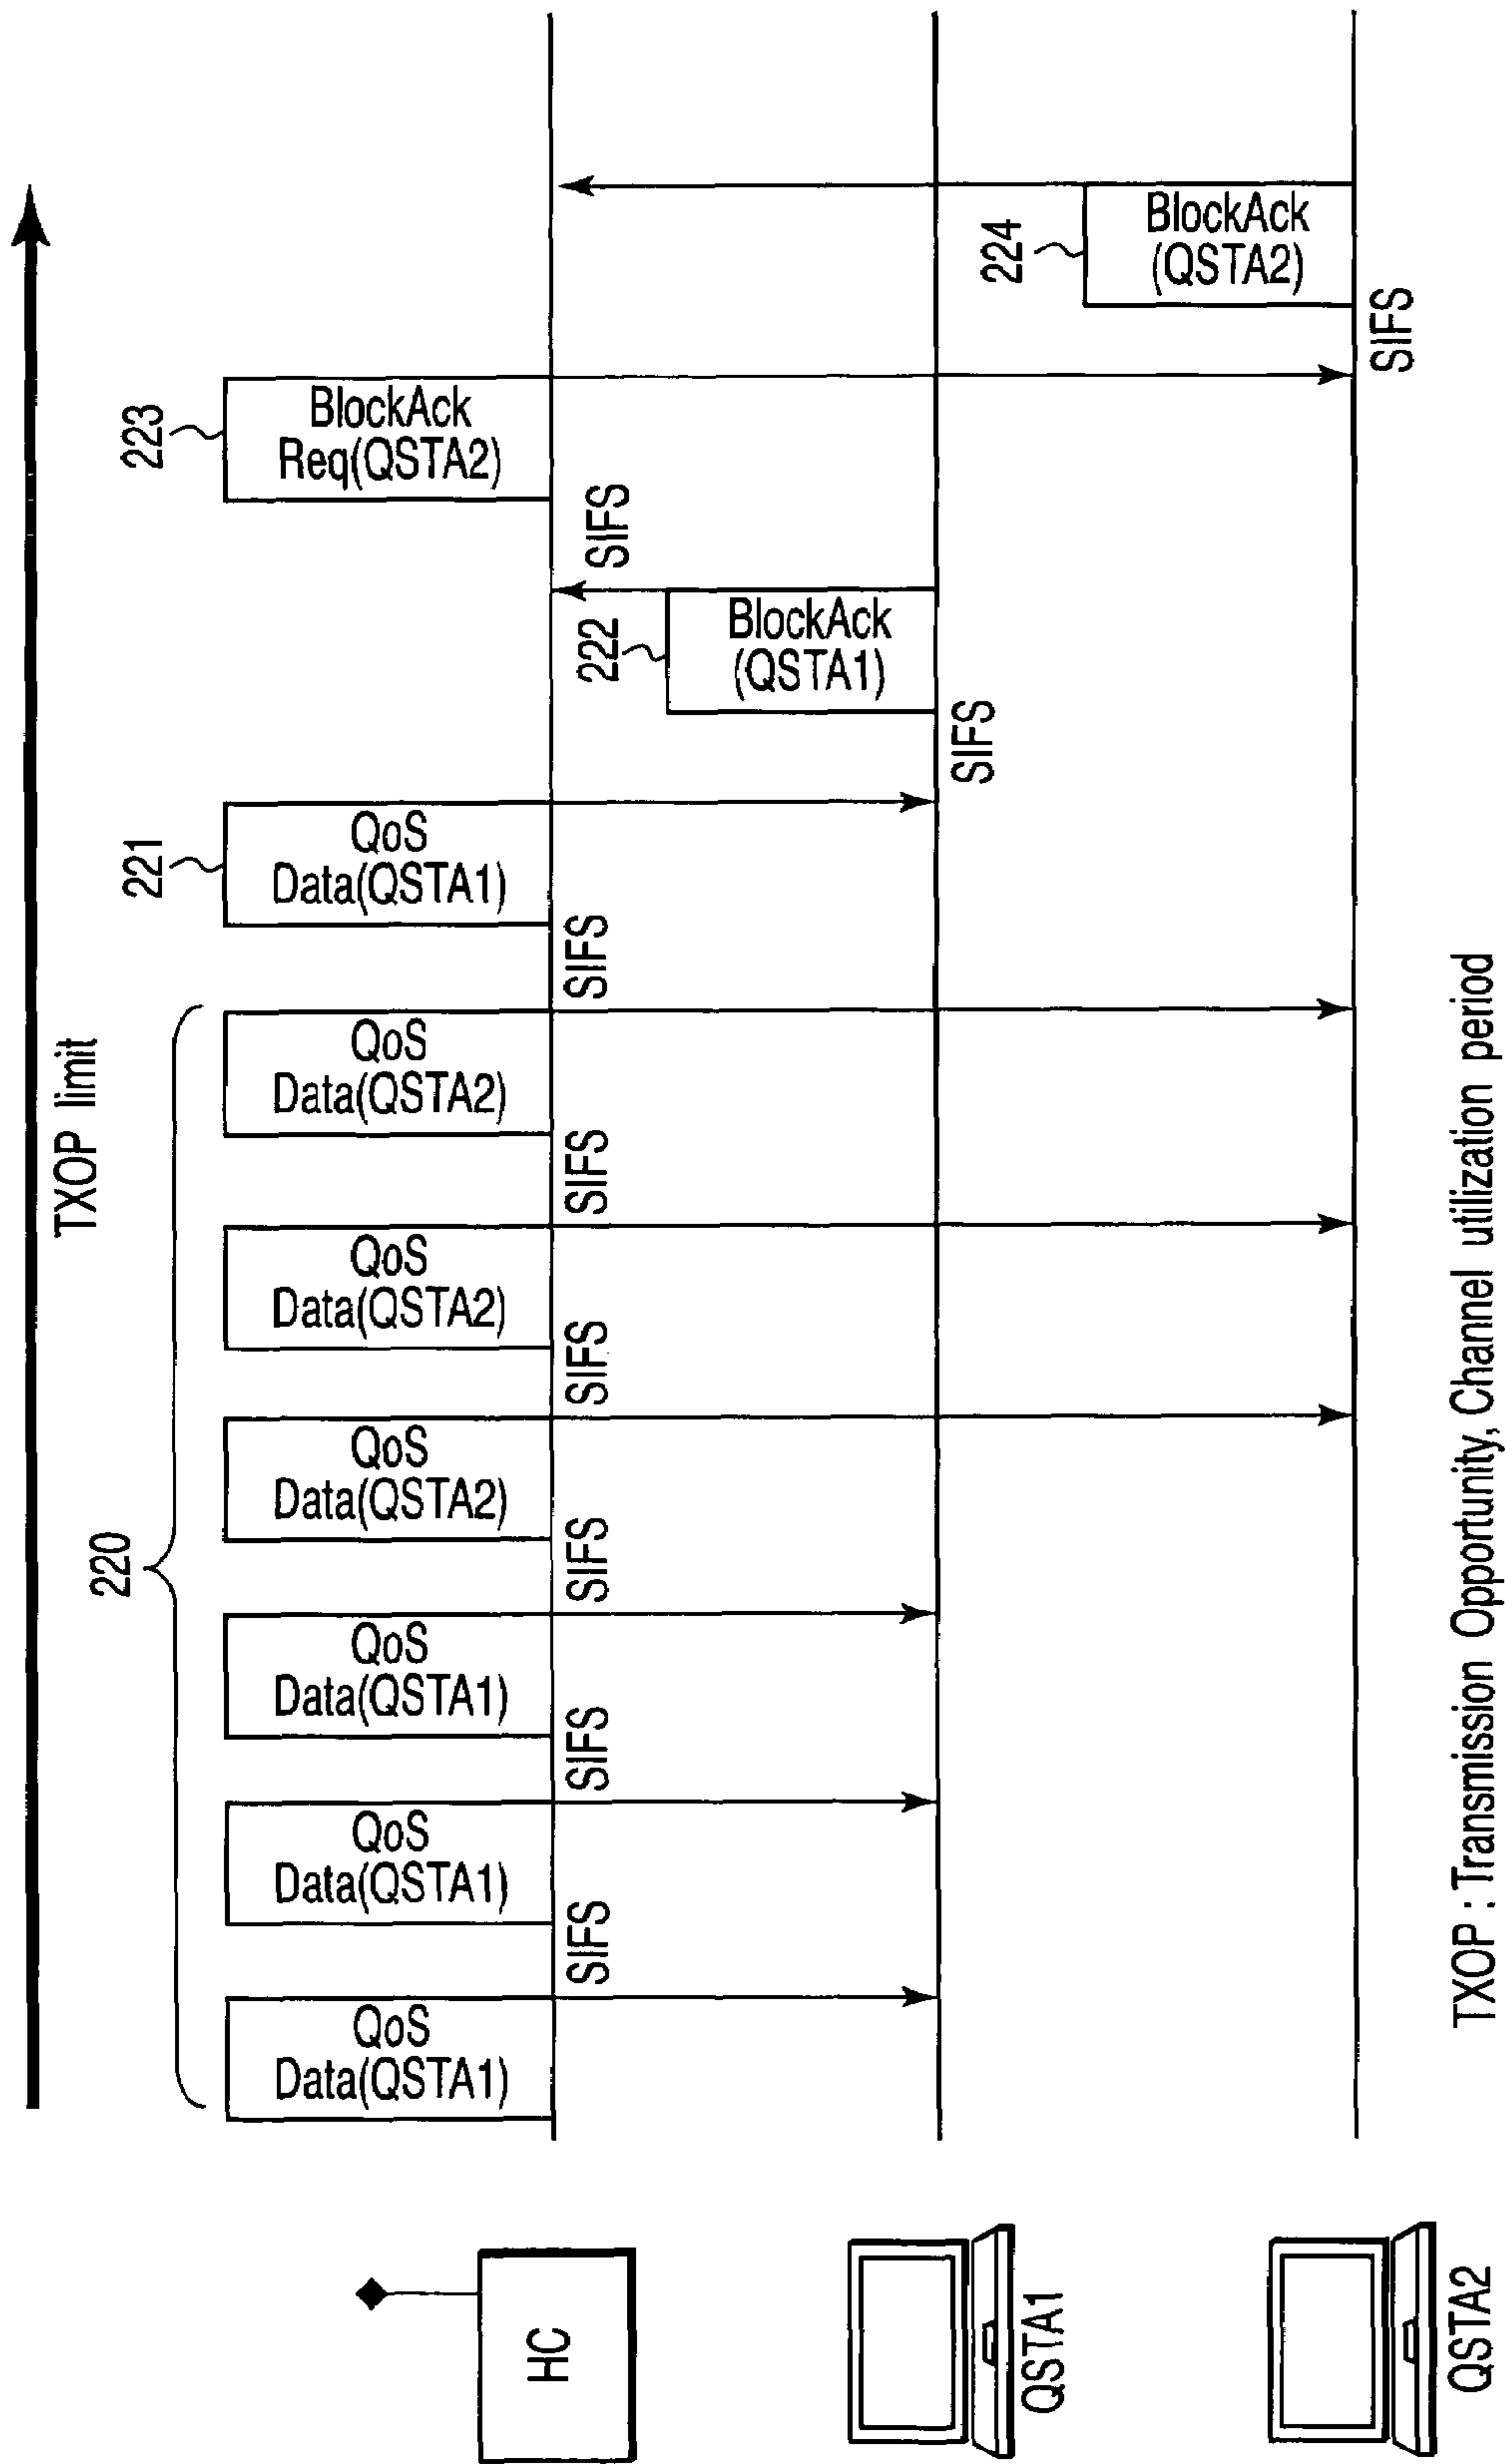 TXOP limit
220
221
223
QoS
Data(QSTA1)
QoS
Data(QSTA1)
QoS
Data(QSTA1)
QoS
Data(QSTA2)
QoS
Data(QSTA2)
QoS
Data(QSTA2)
QoS
Data(QSTA1)
BlockAck
Req(QSTA2)
HC
SIFS
SIFS
SIFS
SIFS
SIFS
SIFS
SIFS
222
BlockAck
(QSTA1)
QSTA1
SIFS
224
BlockAck
(QSTA2)
QSTA2
SIFS
TXOP : Transmission Opportunity, Channel utilization period